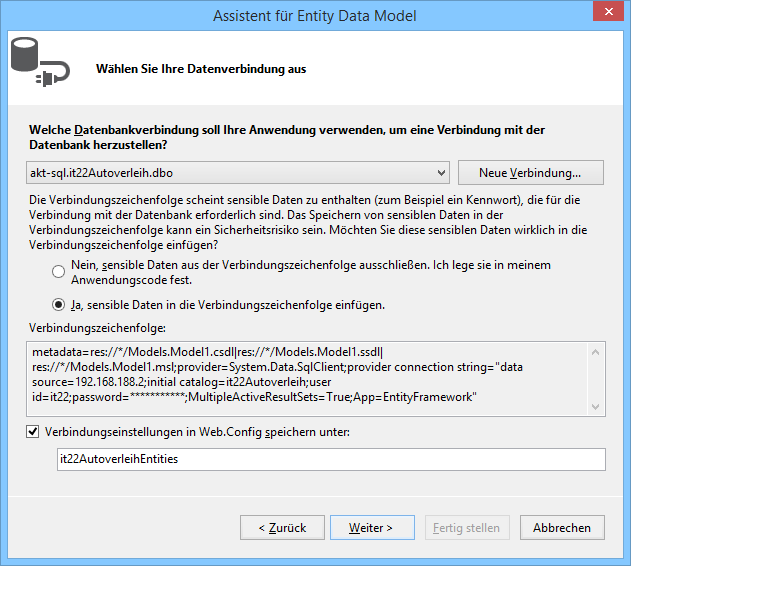 Assistent für Entity Data Model
Wählen Sie Ihre Datenverbindung aus
Welche Datenbankverbindung soll Ihre Anwendung verwenden, um eine Verbindung mit der
Datenbank herzustellen?
akt-sql.it22Autoverleih.dbo
Neue Verbindung...
Die Verbindungszeichenfolge scheint sensible Daten zu enthalten (zum Beispiel ein Kennwort), die für die
Verbindung mit der Datenbank erforderlich sind. Das Speichern von sensiblen Daten in der
Verbindungszeichenfolge kann ein Sicherheitsrisiko sein. Möchten Sie diese sensiblen Daten wirklich in die
Verbindungszeichenfolge einfügen?
Nein, sensible Daten aus der Verbindungszeichenfolge ausschließen. Ich lege sie in meinem
Anwendungscode fest.
Ja, sensible Daten in die Verbindungszeichenfolge einfügen.
Verbindungszeichenfolge:
metadata=res://*/Models.Model1.csdl|res://*/Models.Model1.ssdl|
res://*/Models.Model1.msl;provider=System.Data.SqlClient;provider connection string="data
source=192.168.188.2;initial catalog=it22Autoverleih;user
id=it22;password=***********;MultipleActiveResultSets=True;App=EntityFramework"
Verbindungseinstellungen in Web.Config speichern unter:
it22AutoverleihEntities
< Zurück
Weiter >
Fertig stellen
Abbrechen